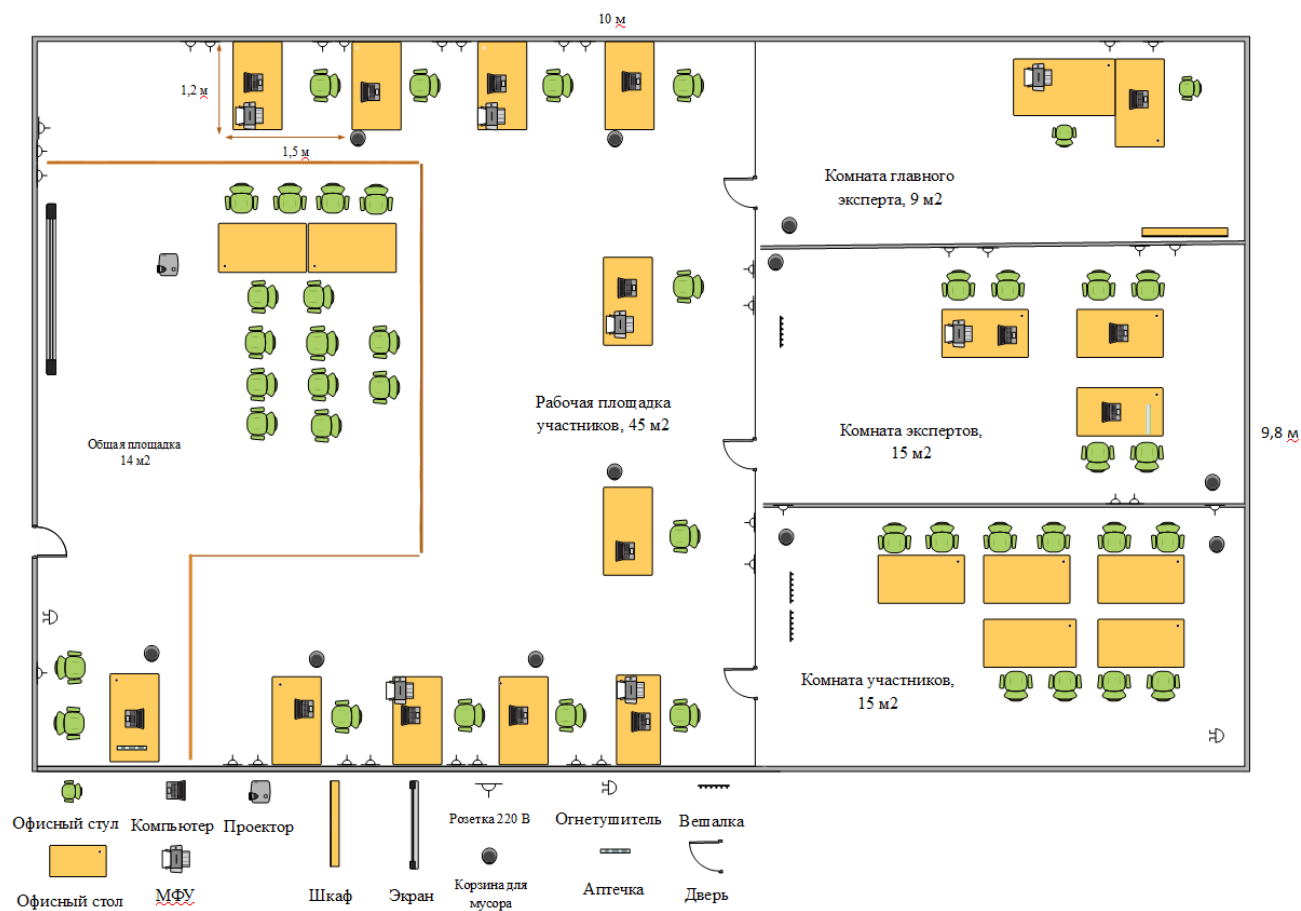 10 м
1,2 м
1,5 м
Комната главного
эксперта, 9 м2
Рабочая площадка
участников, 45 м2
Общая площадка
14 м2
Комната экспертов,
15 м2
9,8 м
Комната участников,
15 м2
Офисный стул
Компьютер
Проектор
Розетка 220 В
Огнетушитель
Вешалка
Офисный стол
МФУ
Шкаф
Экран
Корзина для
мусора
Аптечка
Дверь